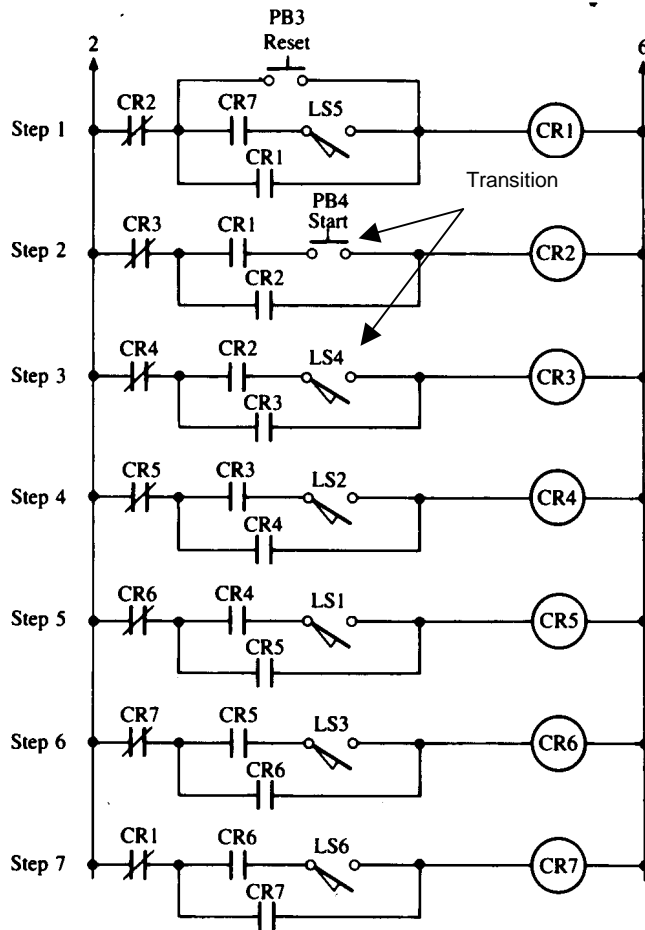 PB3
Reset
2
6
CR2
CR7
LS5
Step 1
CR1
CR1
Transition
PB4
Start
CR3
CR1
Step 2
CR2
CR2
CR4
CR2
LS4
Step 3
CR3
CR3
CR5
CR3
LS2
Step 4
CR4
CR4
CR6
CR4
LS1
Step 5
CR5
CR5
CR7
CR5
LS3
Step 6
CR6
CR6
CR1
CR6
LS6
Step 7
CR7
CR7